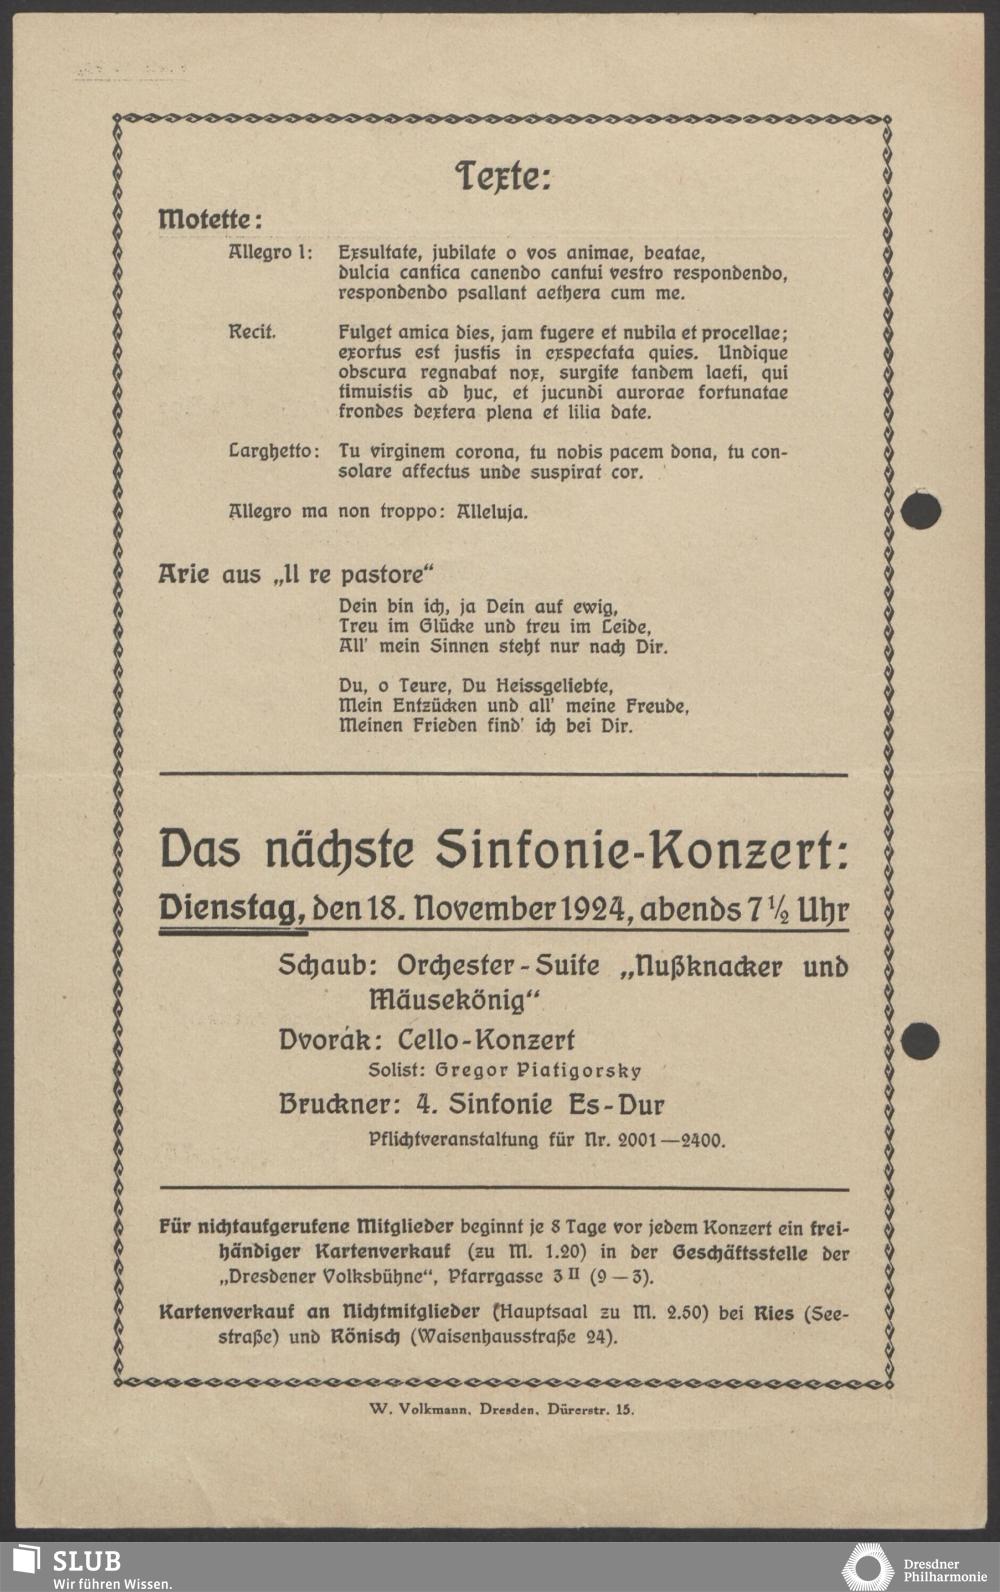 Texte:
Motette:
Allegro 1: Exsultate, jubilate o vos animae, beatae,
dulcia cantica canendo cantui vestro respondendo,
respondendo psallant aethera cum me.
Recit. Fulget amica dies, jam fugere et nubila et procellae;
exortus est justis in exspectata quies. Undique
obscura regnabat nox, surgite tandem laeti, qui
timuistis ad huc, et jucundi aurorae fortunatae
frondes dextera plena et lilia date.
Larghetto: Tu virginem corona, tu nobis pacem dona, tu con-
solare affectus unde suspirat cor.
Allegro ma non troppo: Alleluja.
Arie aus „Il re pastore“
Dein bin ich, ja Dein auf ewig,
Treu im Glücke und treu im Leide,
All' mein Sinnen steht nur nach Dir.
Du, o Teure, Du Heissgeliebte,
Mein Entzücken und all' meine Freude,
Meinen Frieden find' ich bei Dir.
Das nächste Sinfonie-Konzert:
Dienstag, den 18. November 1924, abends 7 ½ Uhr
Schaub: Orchester-Suite „Nußknacker und
Mäusekönig“
Dvorák: Cello-Konzert
Solist: Gregor Piatigorsky
Bruckner: 4. Sinfonie Es-Dur
Pflichtveranstaltung für Nr. 2001—2400.
Für nichtaufgerufene Mitglieder beginnt je 8 Tage vor jedem Konzert ein frei-
händiger Kartenverkauf (zu M. 1.20) in der Geschäftsstelle der
„Dresdener Volksbühne“, Pfarrgasse 3 II (9—3).
Kartenverkauf an Nichtmitglieder (Hauptsaal zu M. 2.50) bei Ries (See-
straße) und Rönisch (Waisenhausstraße 24).
W. Volkmann, Dresden, Dürerstr. 15.
SLUB
Wir führen Wissen.
Dresdner
Philharmonie